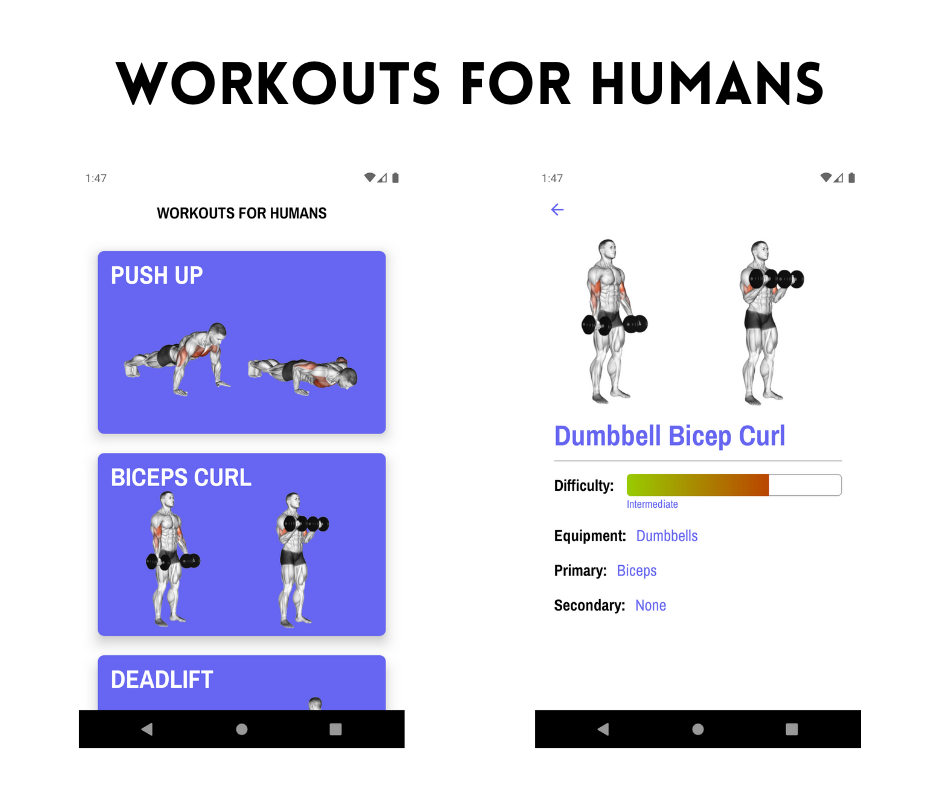 WORKOUTS FOR HUMANS
1:47
WORKOUTS FOR HUMANS
PUSH UP
BICEPS CURL
DEADLIFT
1:47
Dumbbell Bicep Curl
Difficulty:
Intermediate
Equipment: Dumbbells
Primary: Biceps
Secondary: None